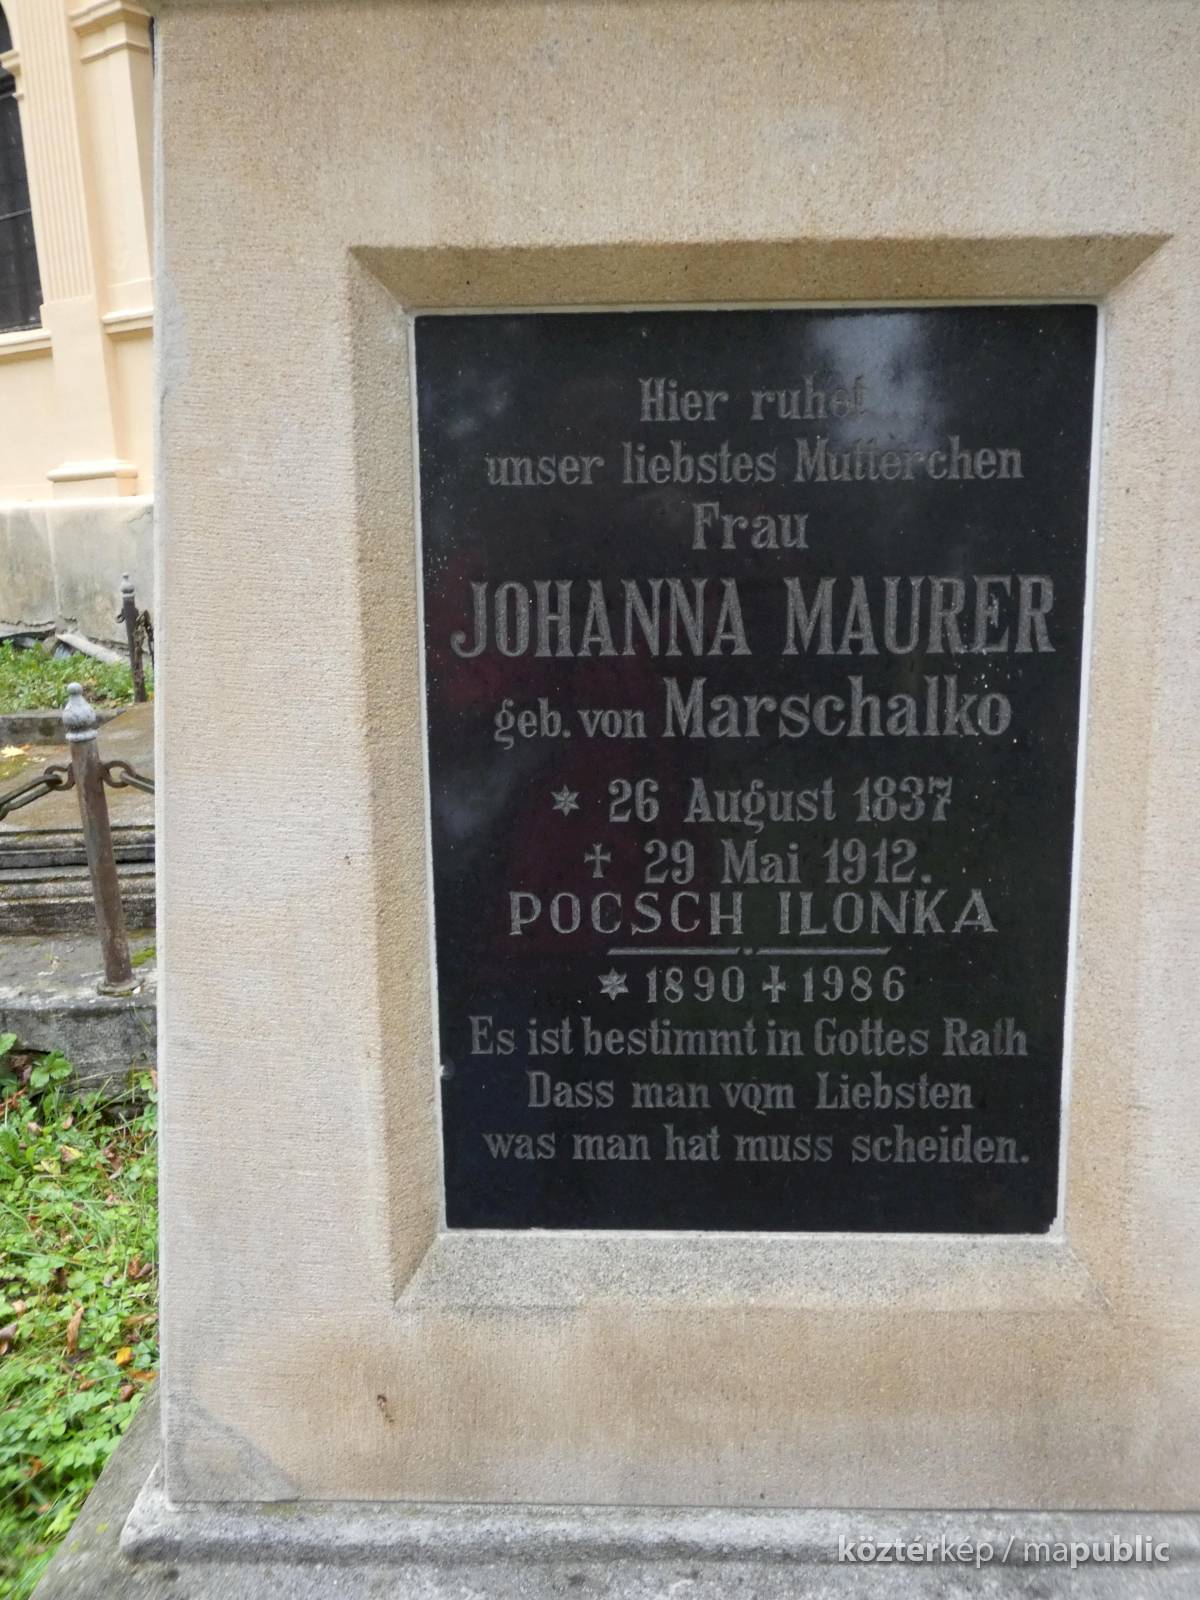 Hier ruhet
unser liebstes Mutterchen
Frau
JOHANNA MAURER
geb. von Marschalko
* 26 August 1837
✝ 29 Mai 1912.
POCSCH ILONKA
* 1890 ✝ 1986
Es ist bestimmt in Gottes Rath
Dass man vom Liebsten
was man hat muss scheiden.
köztérkép / mapublic